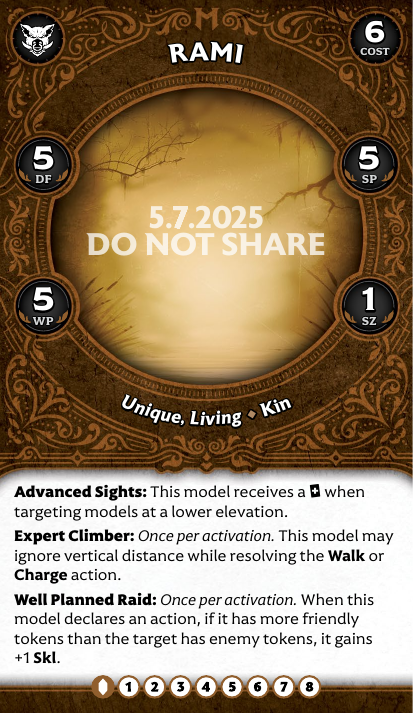 RAMI
6
COST
5
DF
5
SP
5.7.2025
DO NOT SHARE
5
WP
1
SZ
Unique, Living ⬥ Kin
Advanced Sights: This model receives a 🃏 when
targeting models at a lower elevation.
Expert Climber: Once per activation. This model may
ignore vertical distance while resolving the Walk or
Charge action.
Well Planned Raid: Once per activation. When this
model declares an action, if it has more friendly
tokens than the target has enemy tokens, it gains
+1 Skl.
1 2 3 4 5 6 7 8